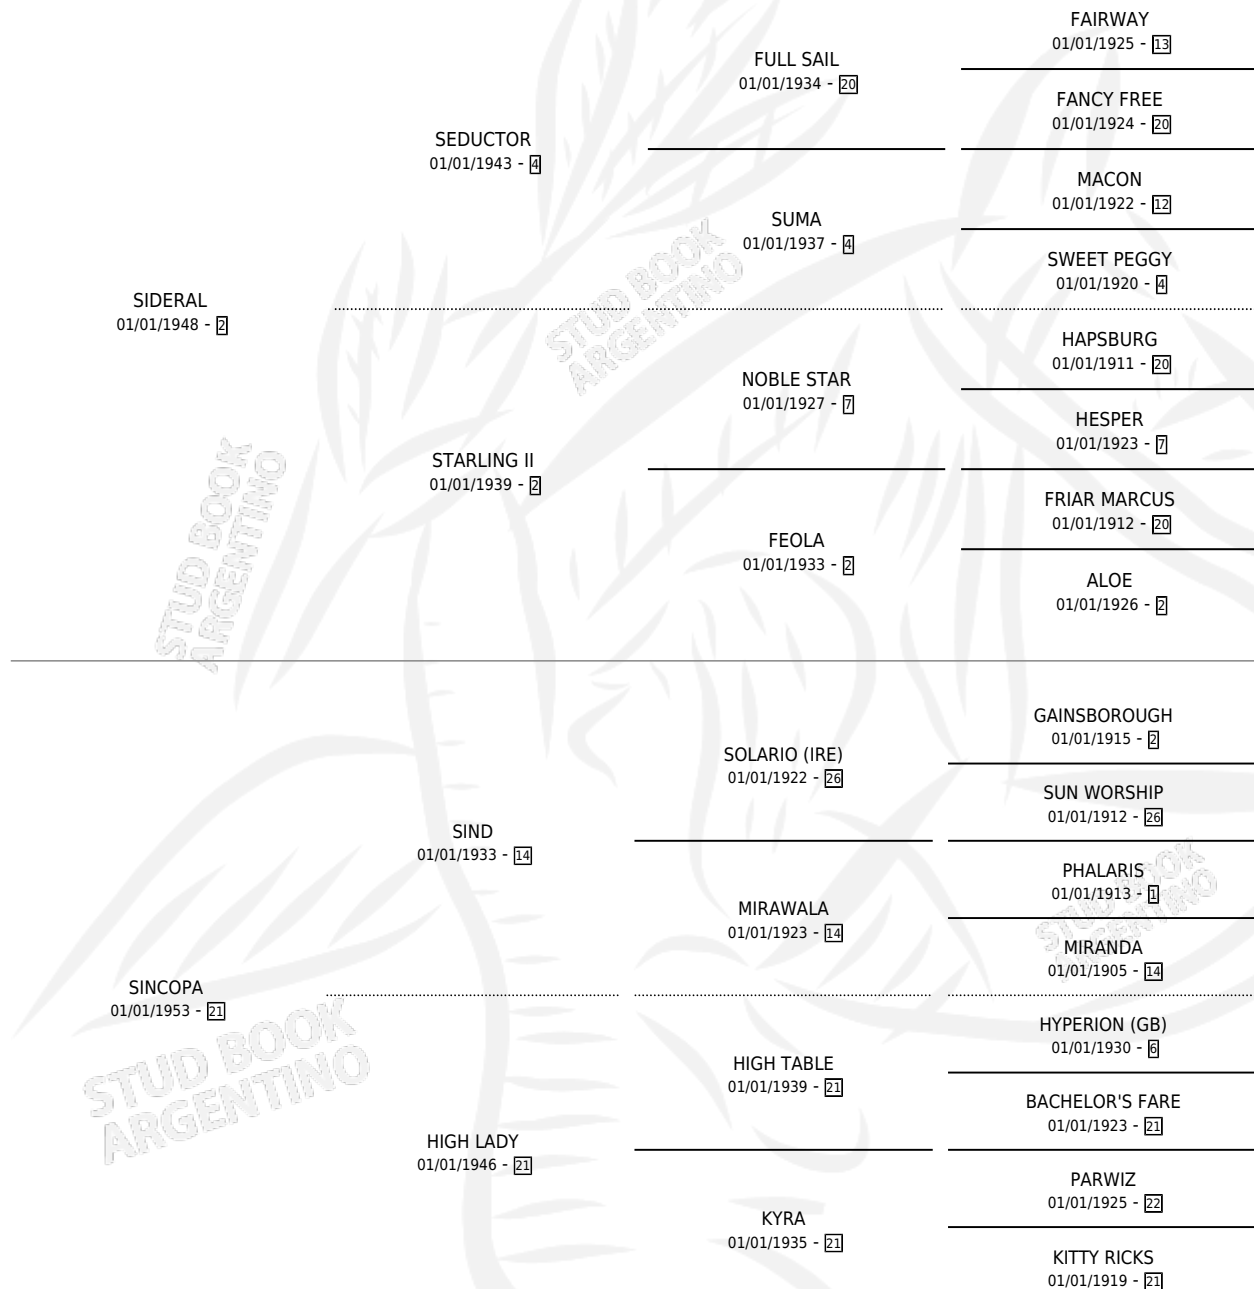 SIDERAL
01/01/1948 - 2
SEDUCTOR
01/01/1943 - 4
STARLING II
01/01/1939 - 2
FULL SAIL
01/01/1934 - 20
SUMA
01/01/1937 - 4
NOBLE STAR
01/01/1927 - 7
FEOLA
01/01/1933 - 2
FAIRWAY
01/01/1925 - 13
FANCY FREE
01/01/1924 - 20
MACON
01/01/1922 - 12
SWEET PEGGY
01/01/1920 - 4
HAPSBURG
01/01/1911 - 20
HESPER
01/01/1923 - 7
FRIAR MARCUS
01/01/1912 - 20
ALOE
01/01/1926 - 2
SINCOPA
01/01/1953 - 21
SIND
01/01/1933 - 14
HIGH LADY
01/01/1946 - 21
SOLARIO (IRE)
01/01/1922 - 26
MIRAWALA
01/01/1923 - 14
HIGH TABLE
01/01/1939 - 21
KYRA
01/01/1935 - 21
GAINSBOROUGH
01/01/1915 - 2
SUN WORSHIP
01/01/1912 - 26
PHALARIS
01/01/1913 - 1
MIRANDA
01/01/1905 - 14
HYPERION (GB)
01/01/1930 - 6
BACHELOR'S FARE
01/01/1923 - 21
PARWIZ
01/01/1925 - 22
KITTY RICKS
01/01/1919 - 21
STUD BOOK
ARGENTINO
STUD BOOK
ARGENTINO
STUD BOOK
ARGENTINO
STUD BOOK
ARGENTINO